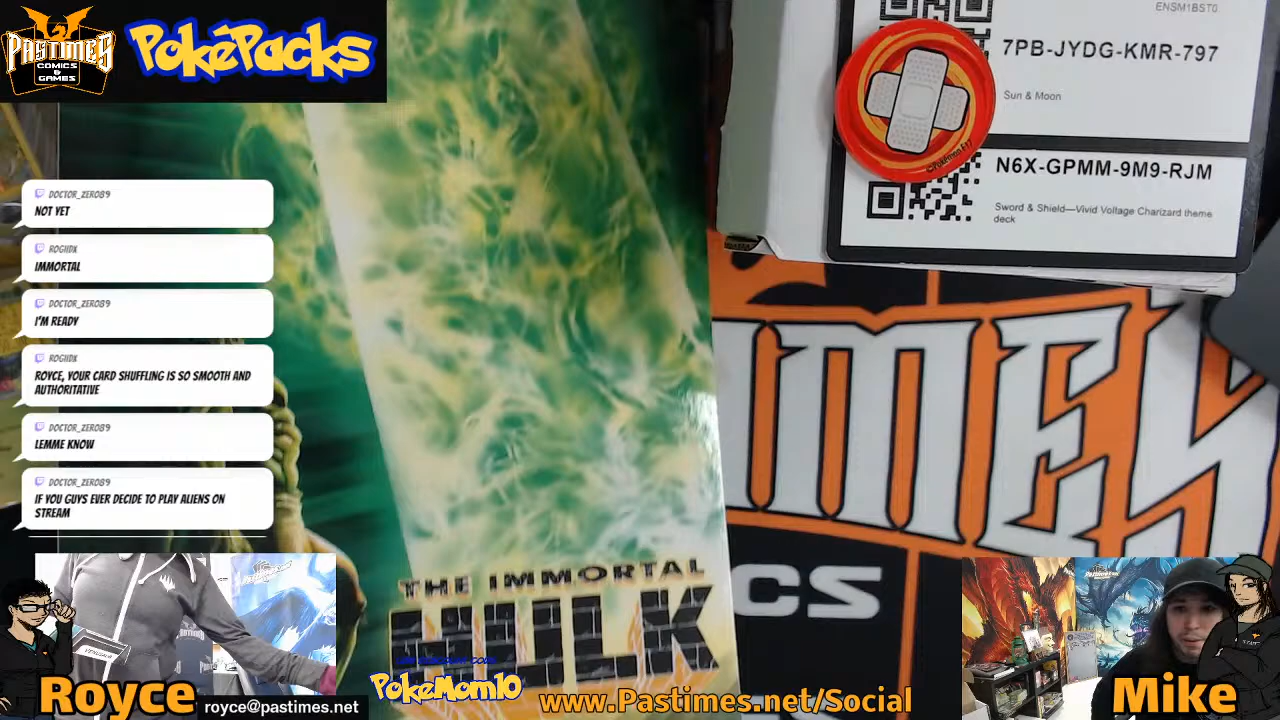 PASTIMES
COMICS
&
GAMES
PokéPacks
DOCTOR_ZERO89
NOT YET
ROGIIDX
IMMORTAL
DOCTOR_ZERO89
I'M READY
ROGIIDX
ROYCE, YOUR CARD SHUFFLING IS SO SMOOTH AND
AUTHORITATIVE
DOCTOR_ZERO89
LEMME KNOW
DOCTOR_ZERO89
IF YOU GUYS EVER DECIDE TO PLAY ALIENS ON
STREAM
ENSM1BST0
7PB-JYDG-KMR-797
Sun & Moon
N6X-GPMM-9M9-RJM
Sword & Shield—Vivid Voltage Charizard theme
deck
THE IMMORTAL
HULK
IMES
CS
PokeMom10
www.Pastimes.net/Social
Royce
royce@pastimes.net
Mike